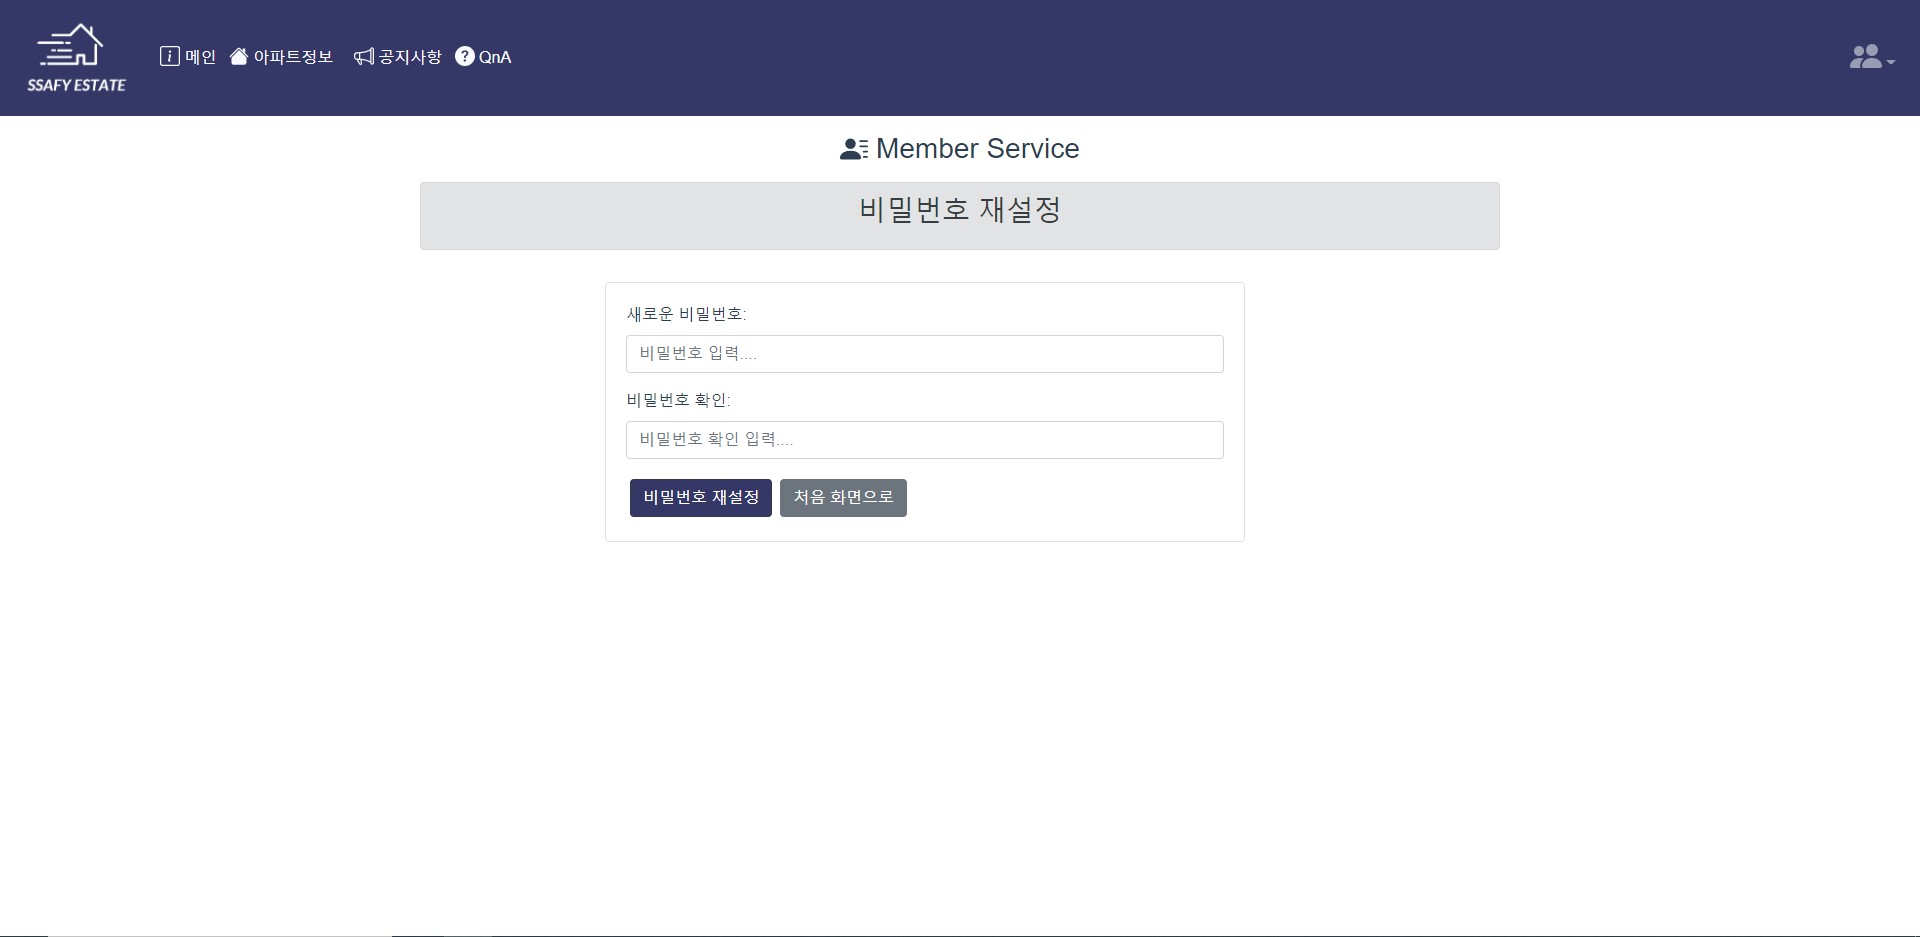 SSAFY ESTATE
메인 아파트정보 공지사항 QnA
Member Service
비밀번호 재설정
새로운 비밀번호:
비밀번호 입력....
비밀번호 확인:
비밀번호 확인 입력....
비밀번호 재설정 처음 화면으로